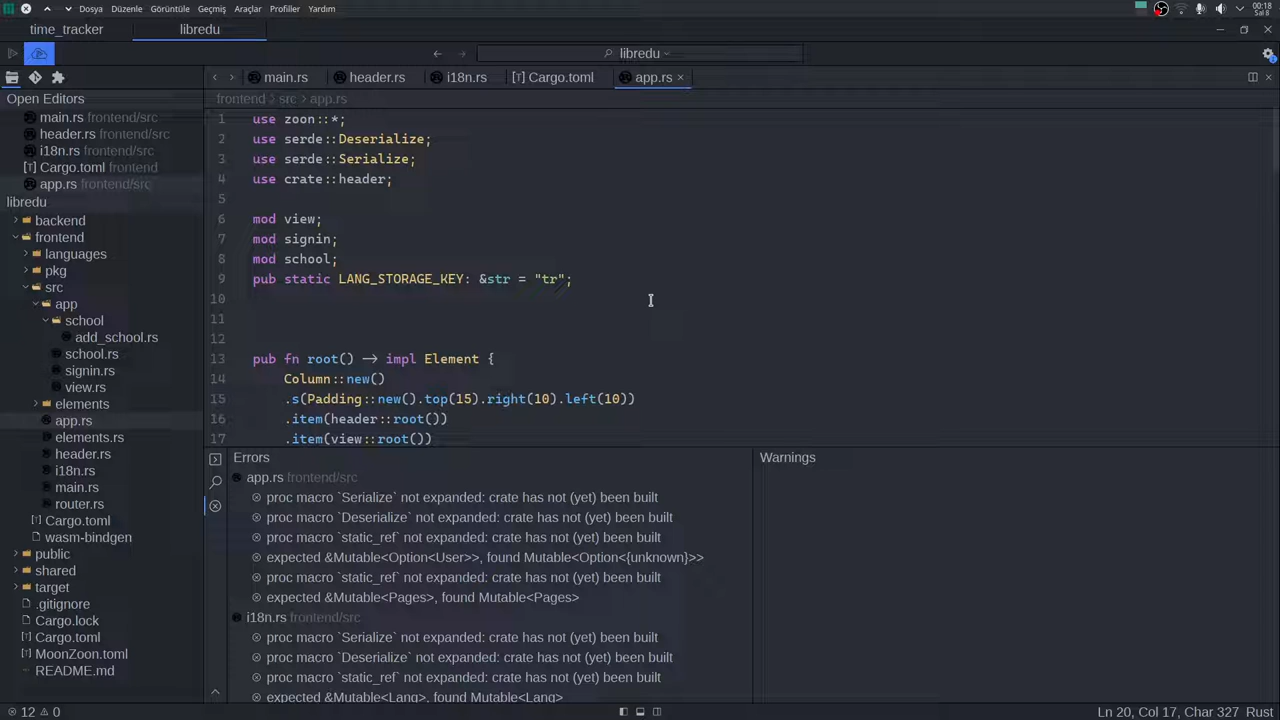 Dosya Düzenle Görüntüle Geçmiş Araçlar Profiller Yardım
00:18
Sal 8
time_tracker
libredu
libredu
main.rs
header.rs
i18n.rs
[T] Cargo.toml
app.rs ×
Open Editors
main.rs frontend/src
header.rs frontend/src
i18n.rs frontend/src
[T] Cargo.toml frontend
app.rs frontend/src
libredu
backend
frontend
languages
pkg
src
app
school
add_school.rs
school.rs
signin.rs
view.rs
elements
app.rs
elements.rs
header.rs
i18n.rs
main.rs
router.rs
Cargo.toml
wasm-bindgen
public
shared
target
.gitignore
Cargo.lock
Cargo.toml
MoonZoon.toml
README.md
frontend > src > app.rs
1 use zoon::*;
2 use serde::Deserialize;
3 use serde::Serialize;
4 use crate::header;
5
6 mod view;
7 mod signin;
8 mod school;
9 pub static LANG_STORAGE_KEY: &str = "tr";
10
11
12
13 pub fn root() -> impl Element {
14 Column::new()
15 .s(Padding::new().top(15).right(10).left(10))
16 .item(header::root())
17 .item(view::root())
Errors
app.rs frontend/src
proc macro `Serialize` not expanded: crate has not (yet) been built
proc macro `Deserialize` not expanded: crate has not (yet) been built
proc macro `static_ref` not expanded: crate has not (yet) been built
expected &Mutable<Option<User>>, found Mutable<Option<{unknown}>>
proc macro `static_ref` not expanded: crate has not (yet) been built
expected &Mutable<Pages>, found Mutable<Pages>
i18n.rs frontend/src
proc macro `Serialize` not expanded: crate has not (yet) been built
proc macro `Deserialize` not expanded: crate has not (yet) been built
proc macro `static_ref` not expanded: crate has not (yet) been built
expected &Mutable<Lang>, found Mutable<Lang>
Warnings
12 0
Ln 20, Col 17, Char 327 Rust